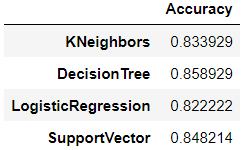 Accuracy
KNeighbors 0.833929
DecisionTree 0.858929
LogisticRegression 0.822222
SupportVector 0.848214